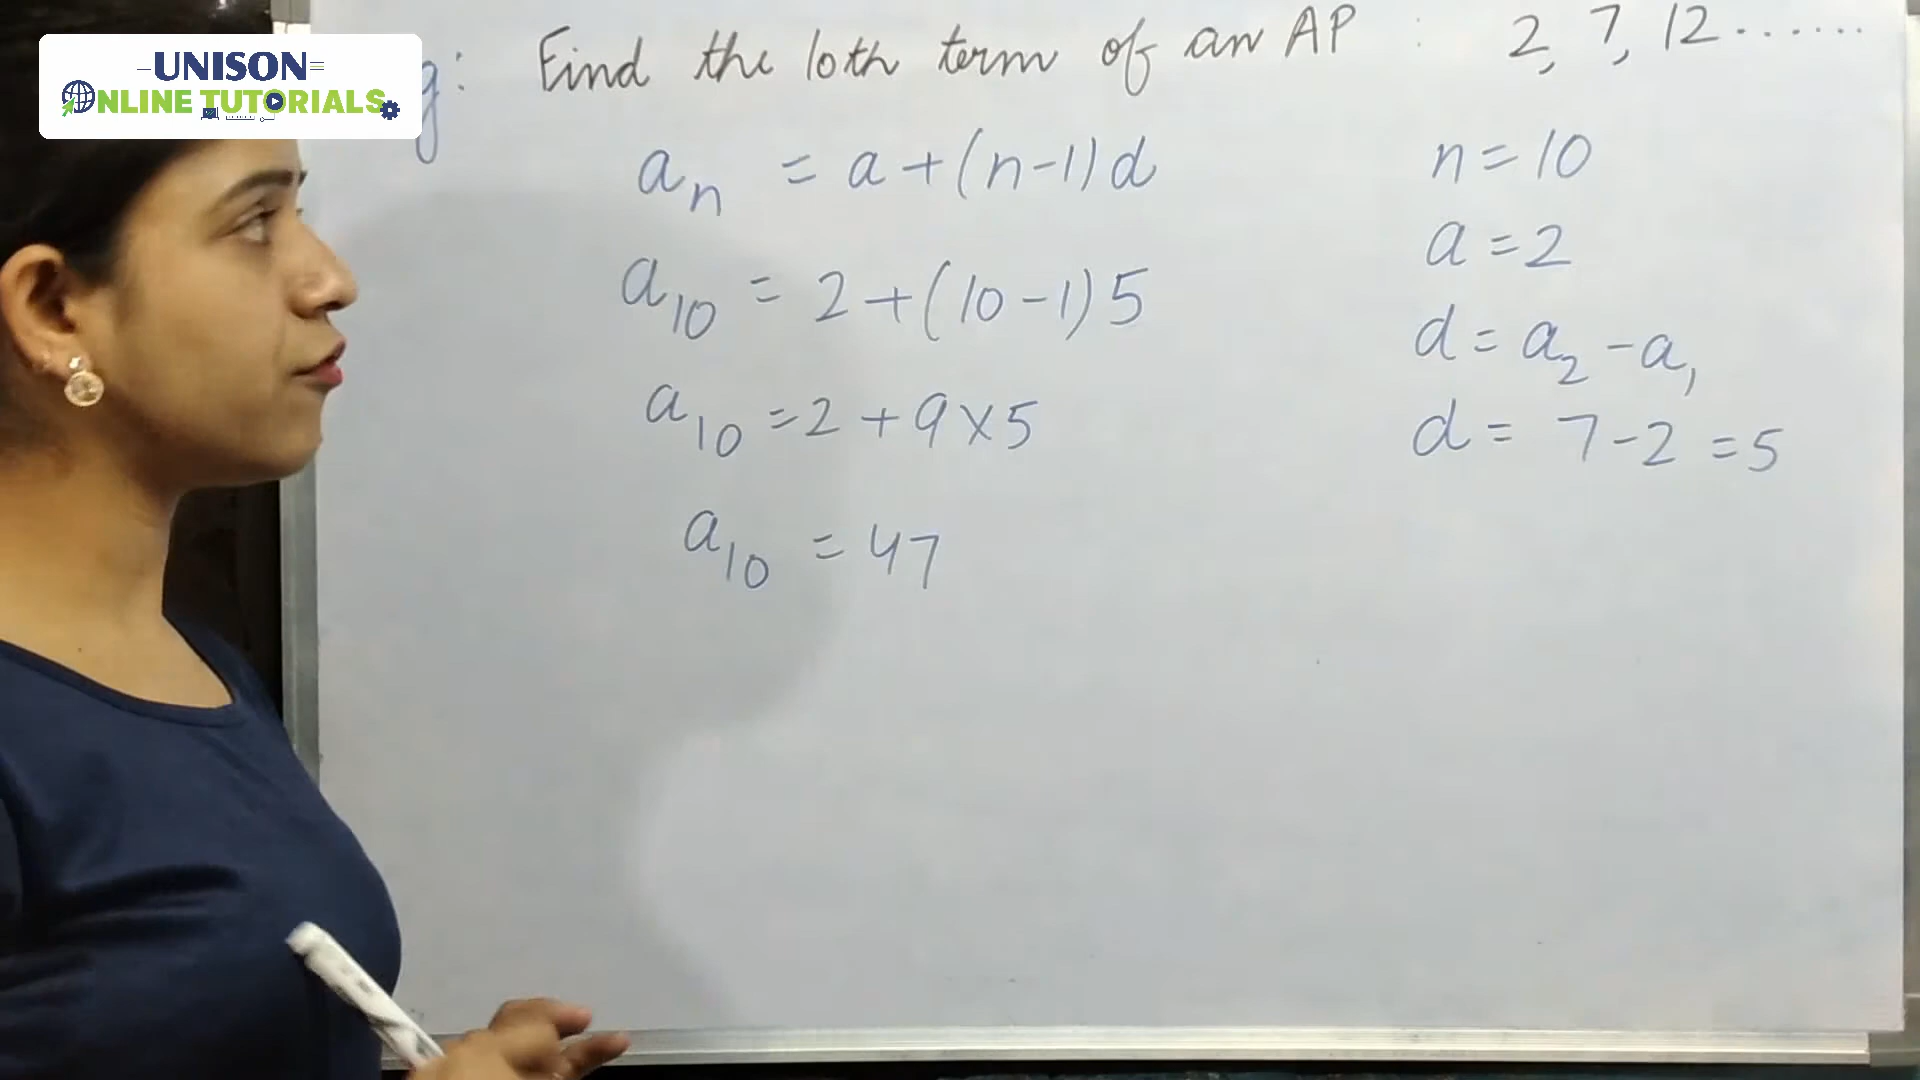 UNISON
ONLINE TUTORIALS
g: Find the 10th term of an AP : 2, 7, 12.......
aₙ = a + (n-1)d
a₁₀ = 2 + (10-1)5
a₁₀ = 2 + 9 × 5
a₁₀ = 47
n = 10
a = 2
d = a₂ - a₁
d = 7 - 2 = 5